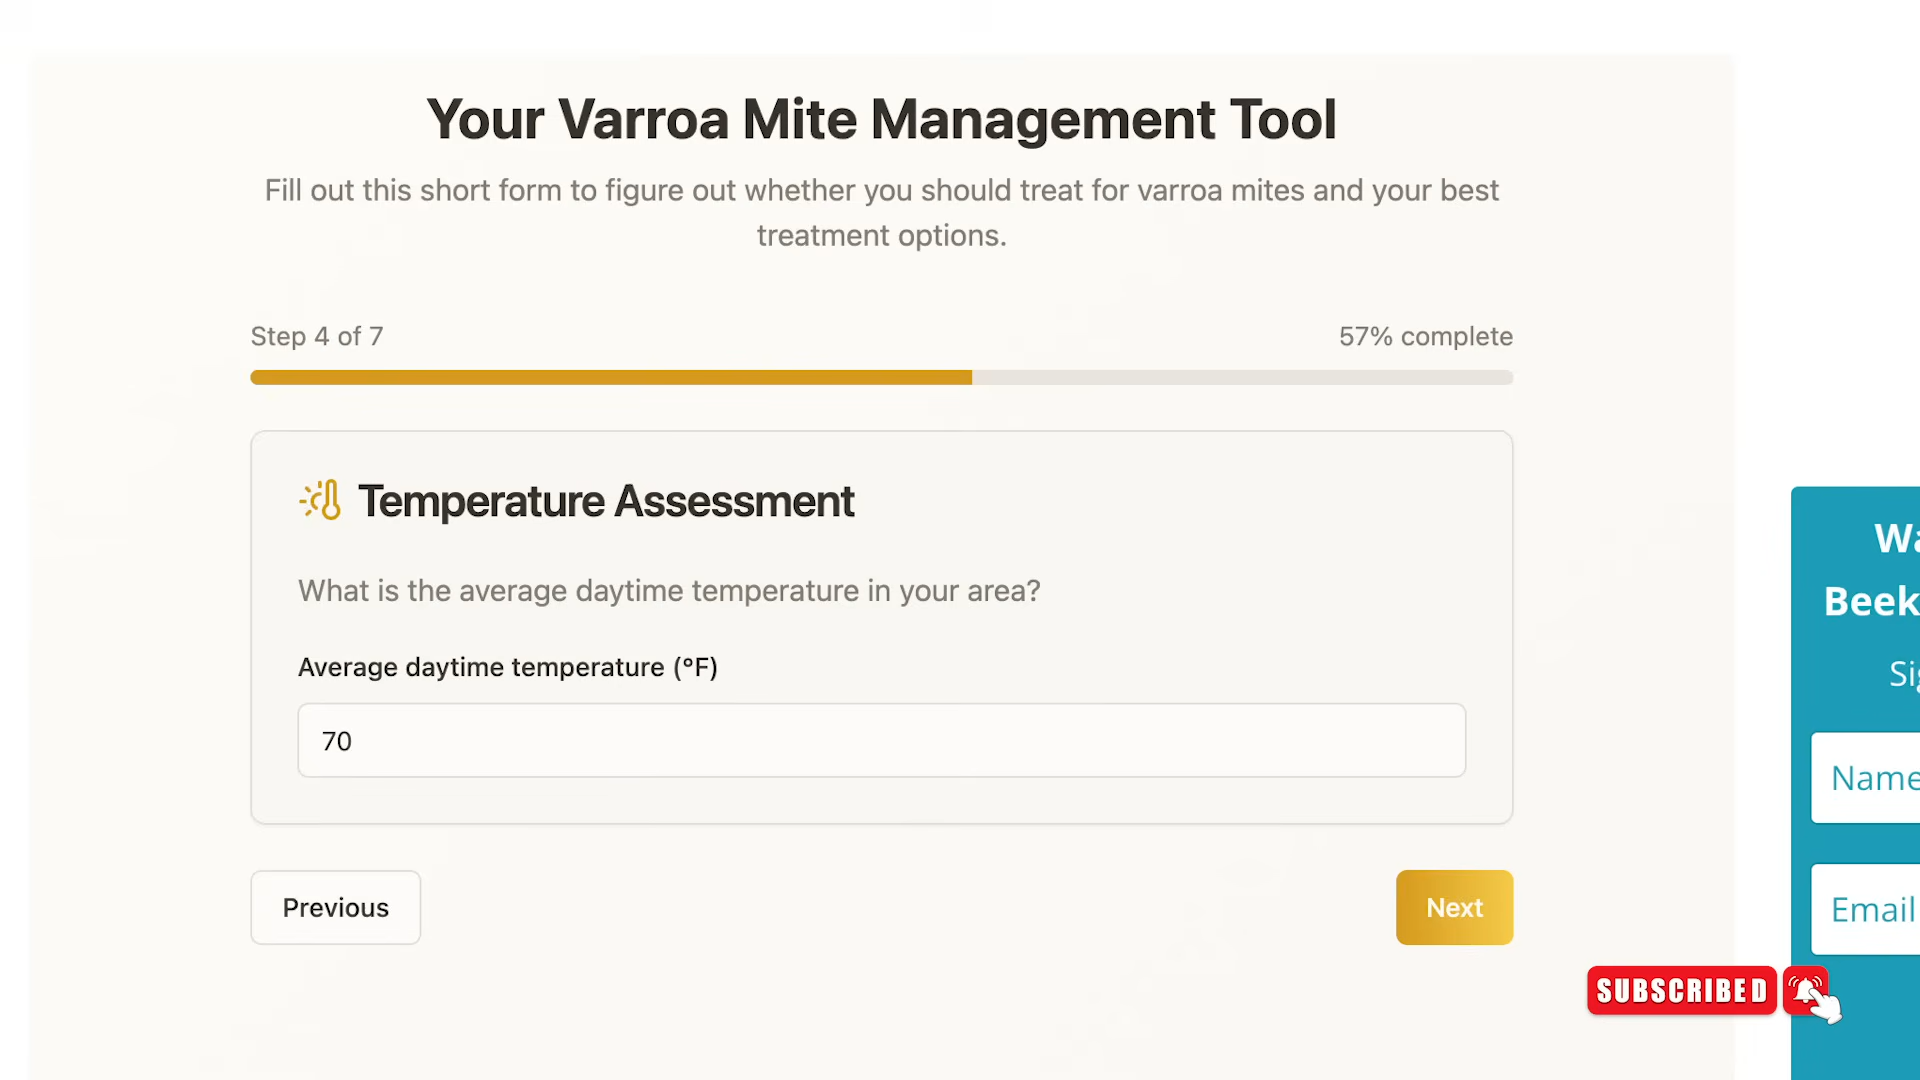 Your Varroa Mite Management Tool
Fill out this short form to figure out whether you should treat for varroa mites and your best
treatment options.
Step 4 of 7
57% complete
Temperature Assessment
What is the average daytime temperature in your area?
Average daytime temperature (°F)
70
Previous
Next
Name
Email
SUBSCRIBED